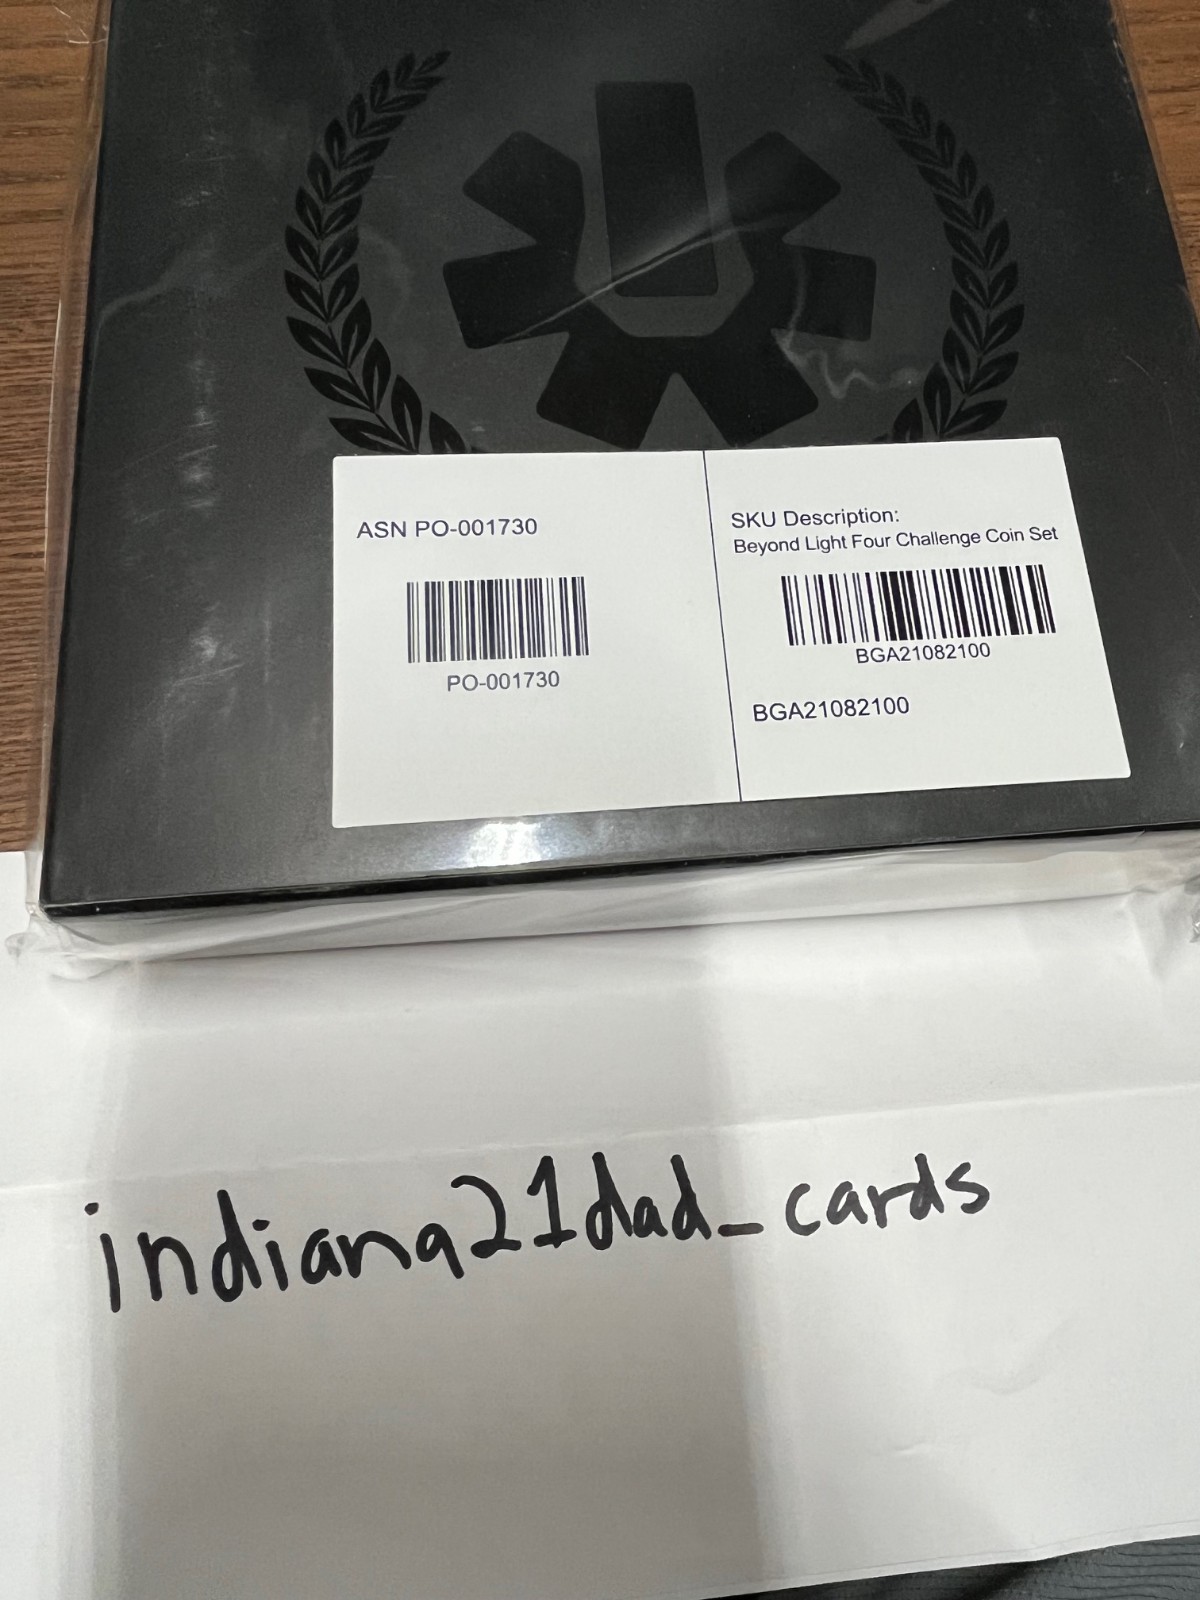 ASN PO-001730
PO-001730
SKU Description:
Beyond Light Four Challenge Coin Set
BGA21082100
BGA21082100
indiana21dad_cards